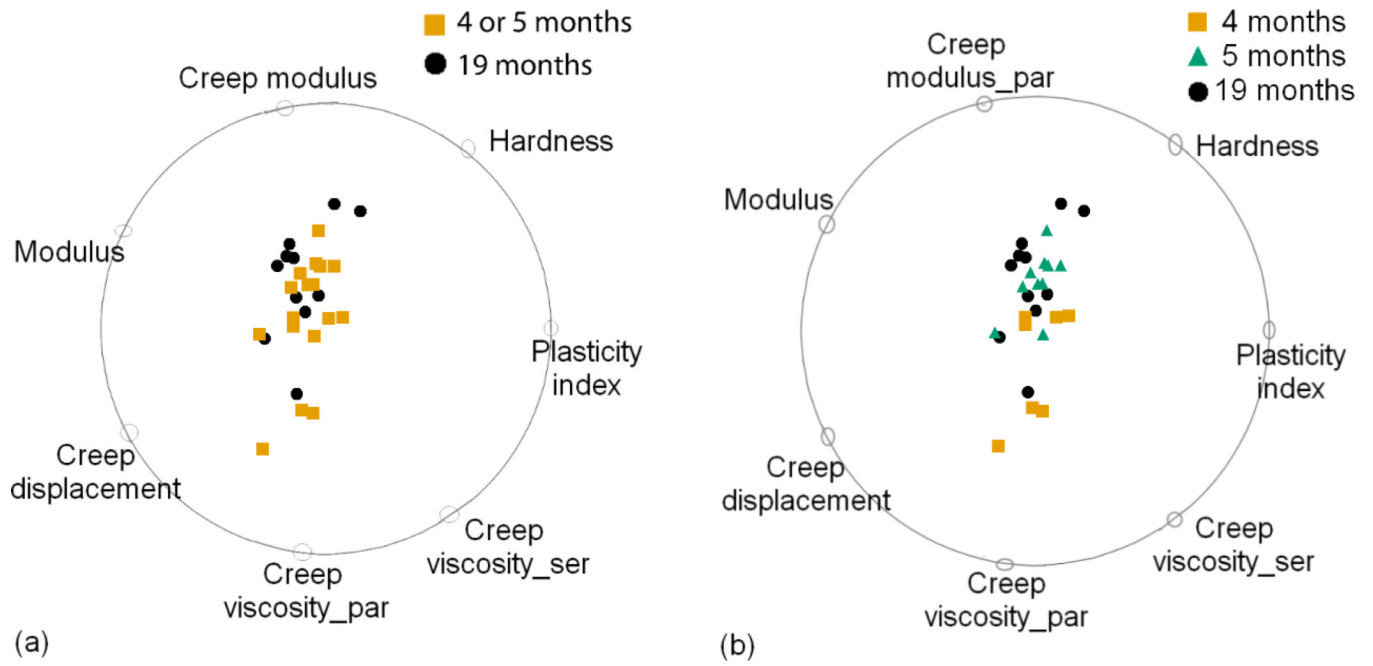 4 or 5 months
19 months
Creep modulus
Hardness
Modulus
Plasticity
index
Creep
displacement
Creep
viscosity_ser
Creep
viscosity_par
(a)
4 months
5 months
19 months
Creep
modulus_par
Hardness
Modulus
Plasticity
index
Creep
displacement
Creep
viscosity_ser
Creep
viscosity_par
(b)